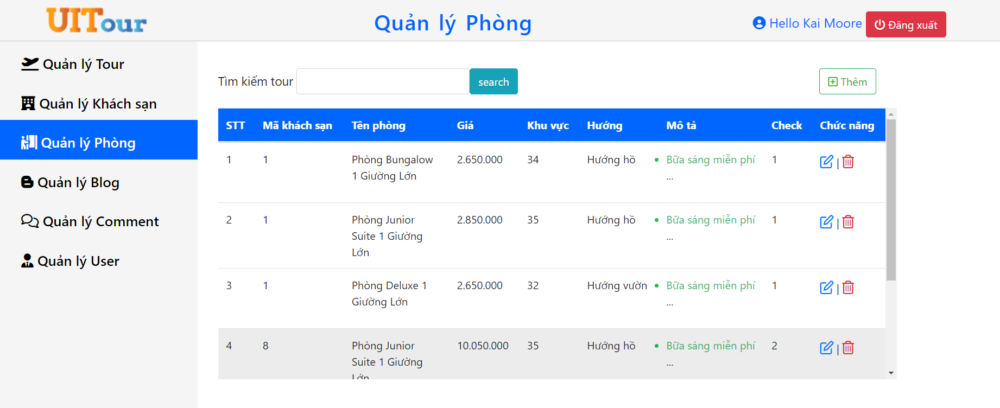 UITour
Quản lý Phòng
Hello Kai Moore
Đăng xuất
Quản lý Tour
Quản lý Khách sạn
Quản lý Phòng
Quản lý Blog
Quản lý Comment
Quản lý User
Tìm kiếm tour
search
Thêm
STT Mã khách sạn Tên phòng Giá Khu vực Hướng Mô tả Check Chức năng
1 1 Phòng Bungalow 2.650.000 34 Hướng hồ • Bữa sáng miễn phí 1 |
1 Giường Lớn ...
2 1 Phòng Junior 2.850.000 35 Hướng hồ • Bữa sáng miễn phí 1 |
Suite 1 Giường ...
Lớn
3 1 Phòng Deluxe 1 2.650.000 32 Hướng vườn • Bữa sáng miễn phí 1 |
Giường Lớn ...
4 8 Phòng Junior 10.050.000 35 Hướng hồ • Bữa sáng miễn phí 2 |
Suite 1 Giường ...
Lớn